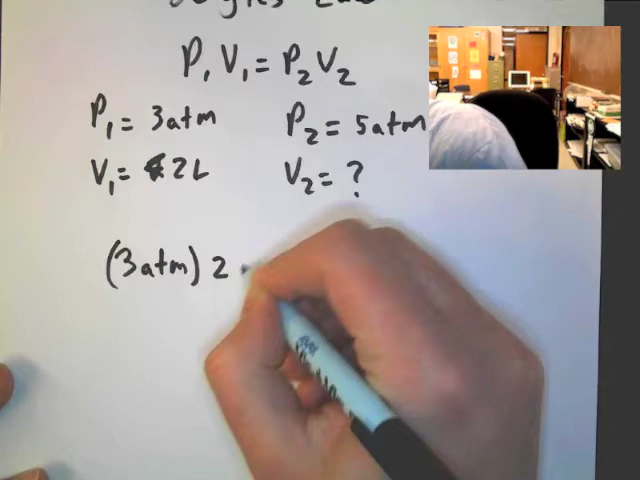 P₁V₁ = P₂V₂
P₁ = 3atm P₂ = 5atm
V₁ = 2L V₂ = ?
(3atm) 2